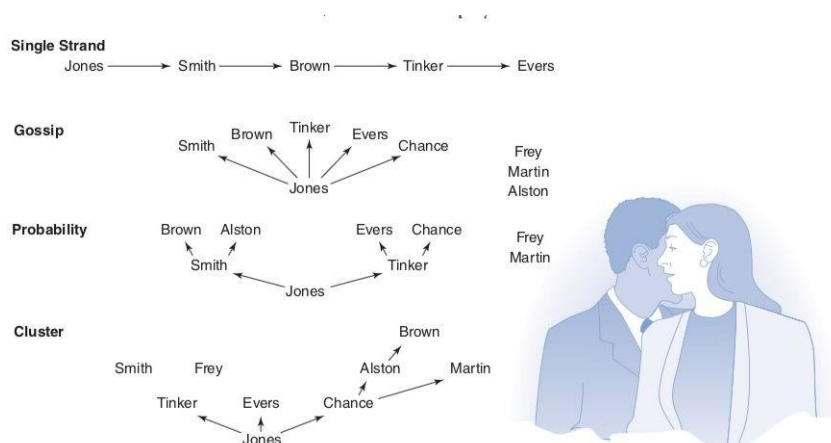 Single Strand
Jones Smith Brown Tinker Evers
Gossip
Smith Brown Tinker Evers Chance
Jones
Frey
Martin
Alston
Probability
Brown Alston Evers Chance
Smith Tinker
Jones
Frey
Martin
Cluster
Brown
Smith Frey Alston Martin
Tinker Evers Chance
Jones